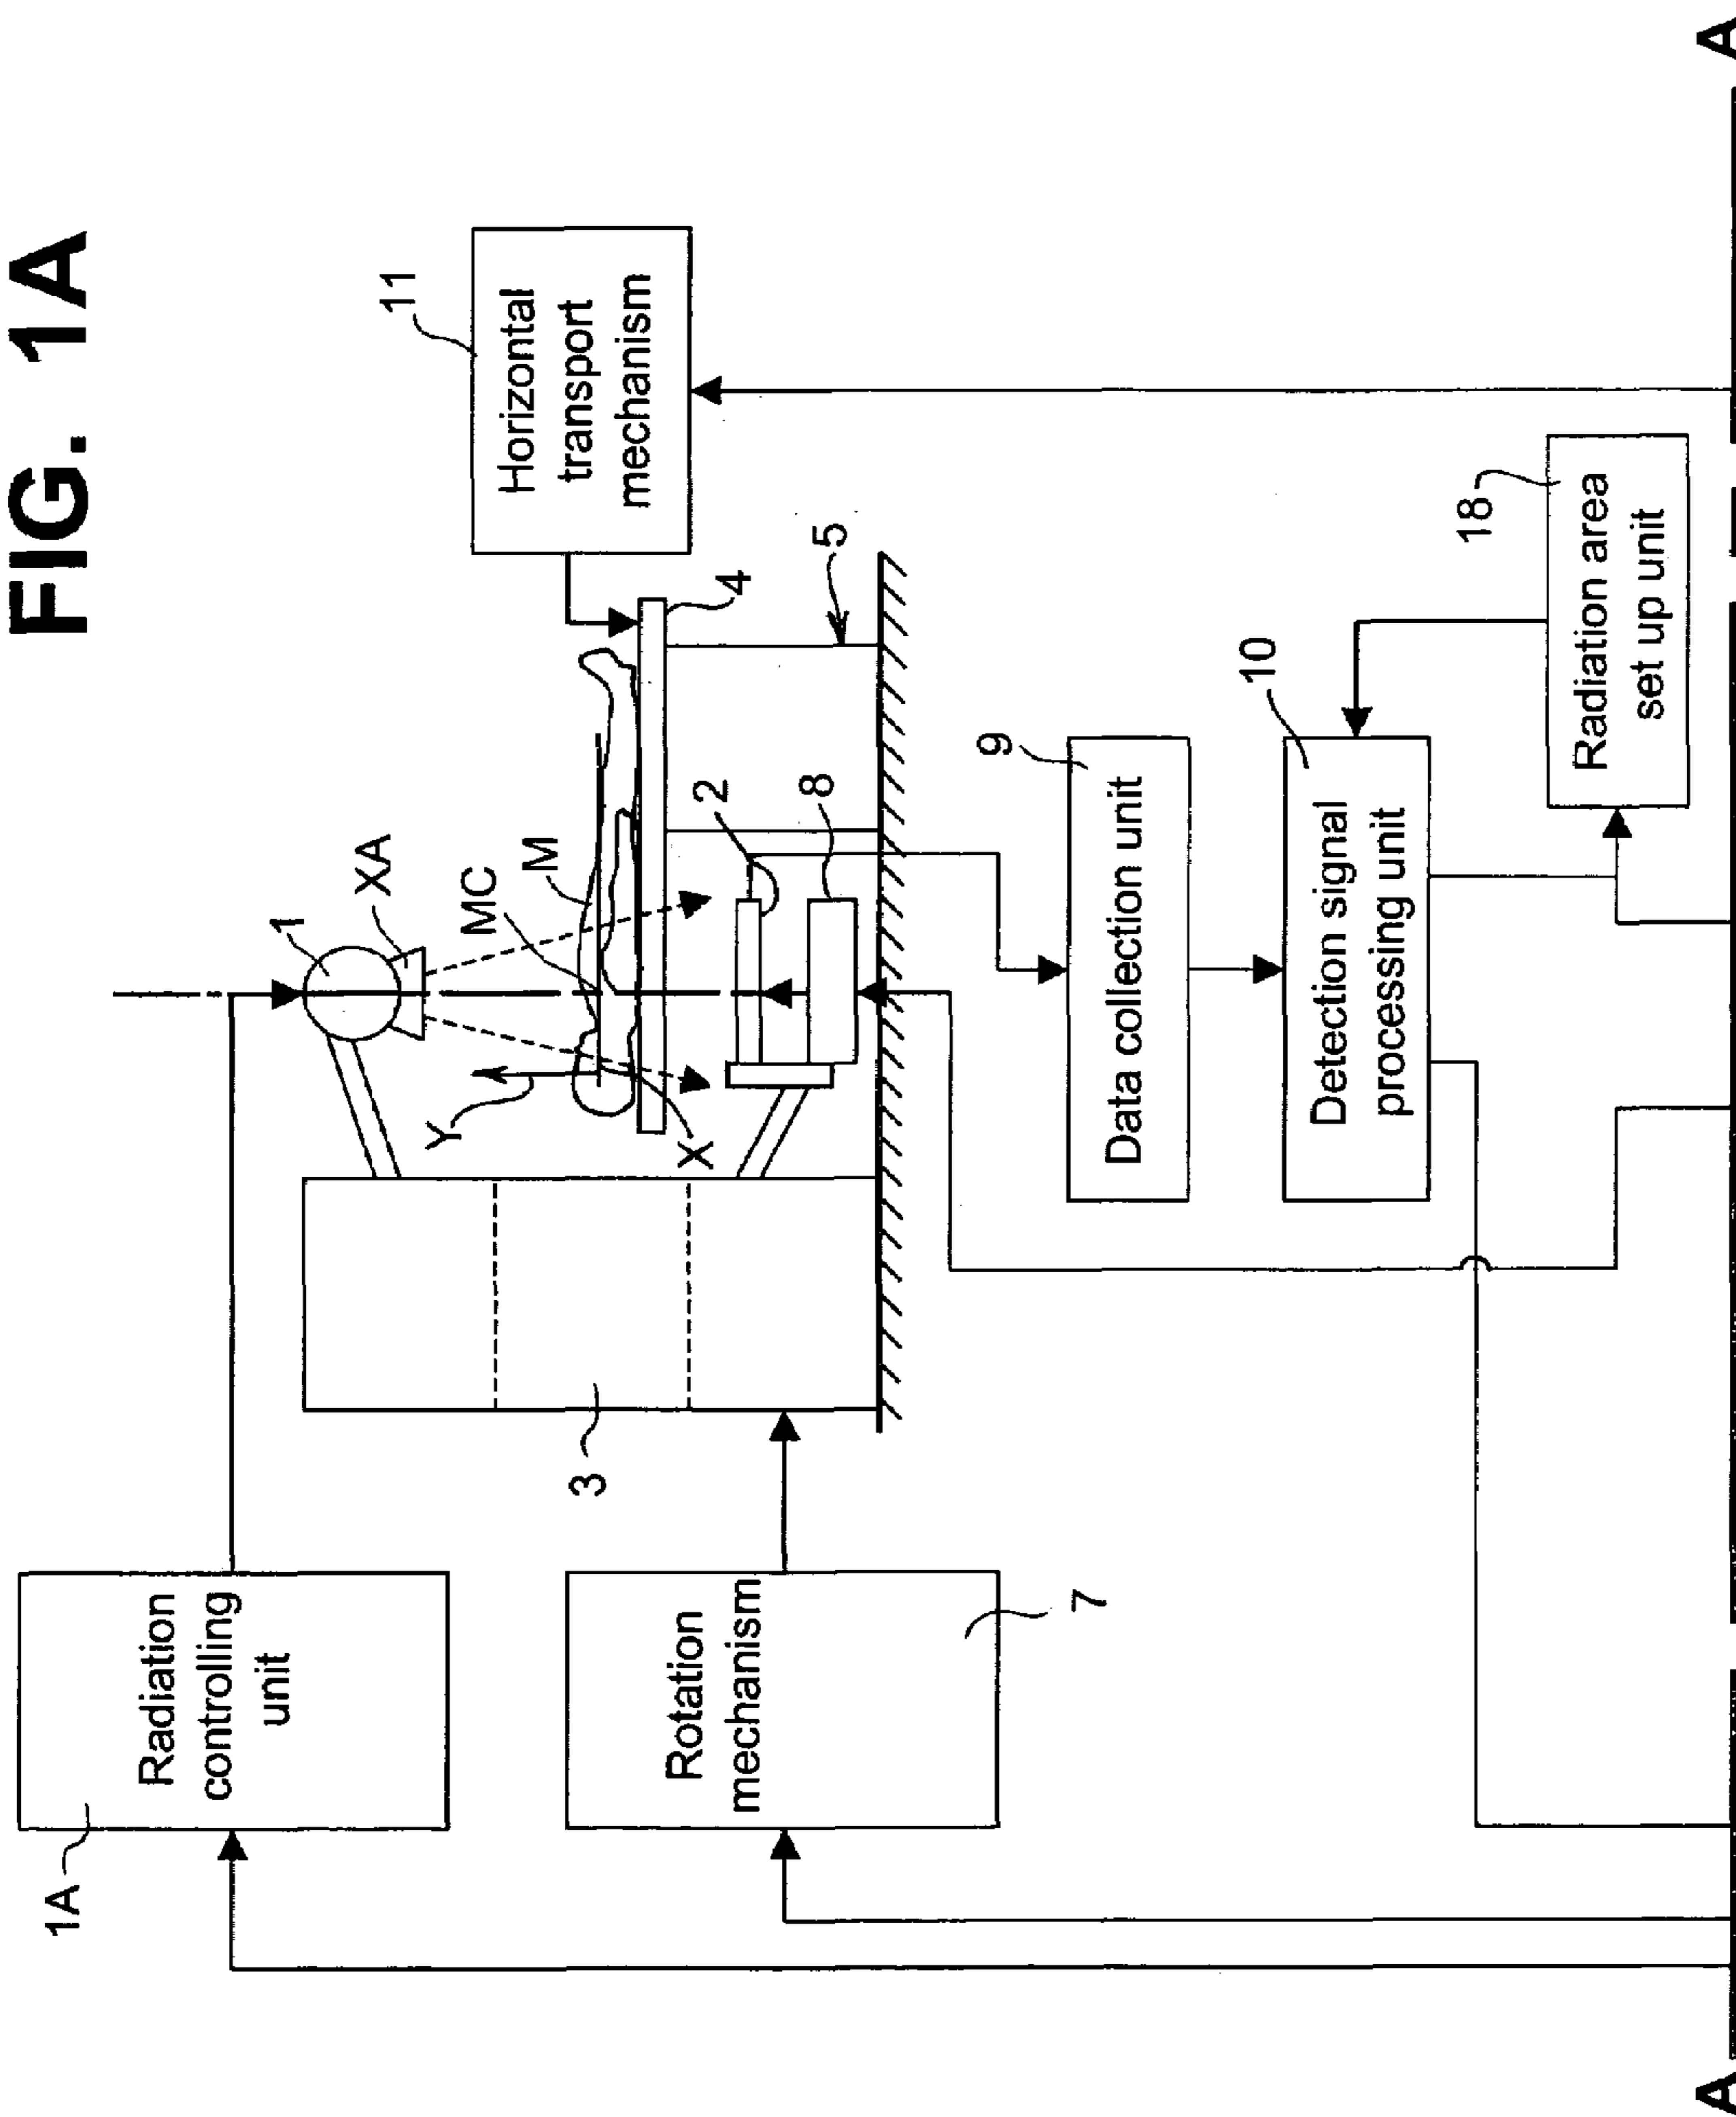 FIG. 1A
1A
Radiation
controlling
unit
1
XA
Y
MC
M
11
Horizontal
transport
mechanism
3
X
2
8
4
5
Rotation
mechanism
7
9
Data collection unit
10
Detection signal
processing unit
18
Radiation area
set up unit
A
A